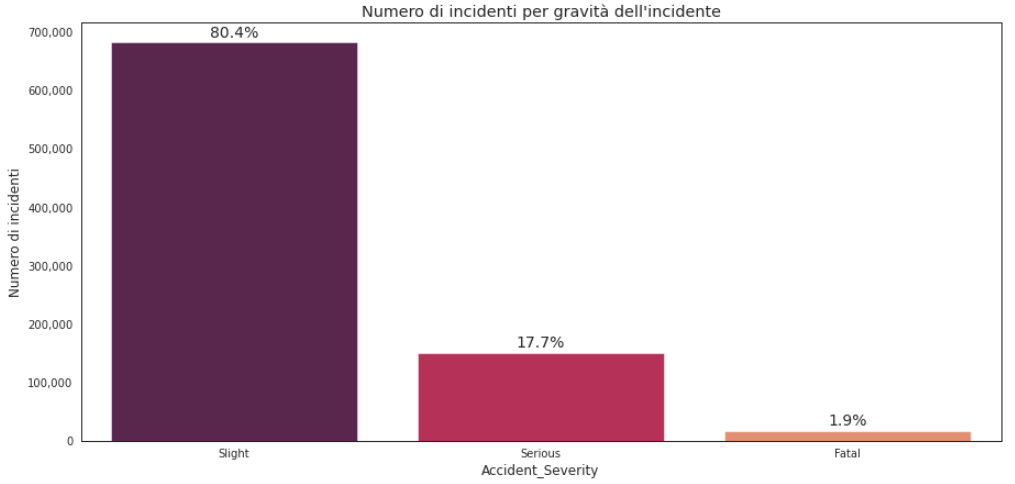 Numero di incidenti per gravità dell'incidente
80.4%
17.7%
1.9%
700,000
600,000
500,000
400,000
300,000
200,000
100,000
0
Numero di incidenti
Slight
Serious
Fatal
Accident_Severity